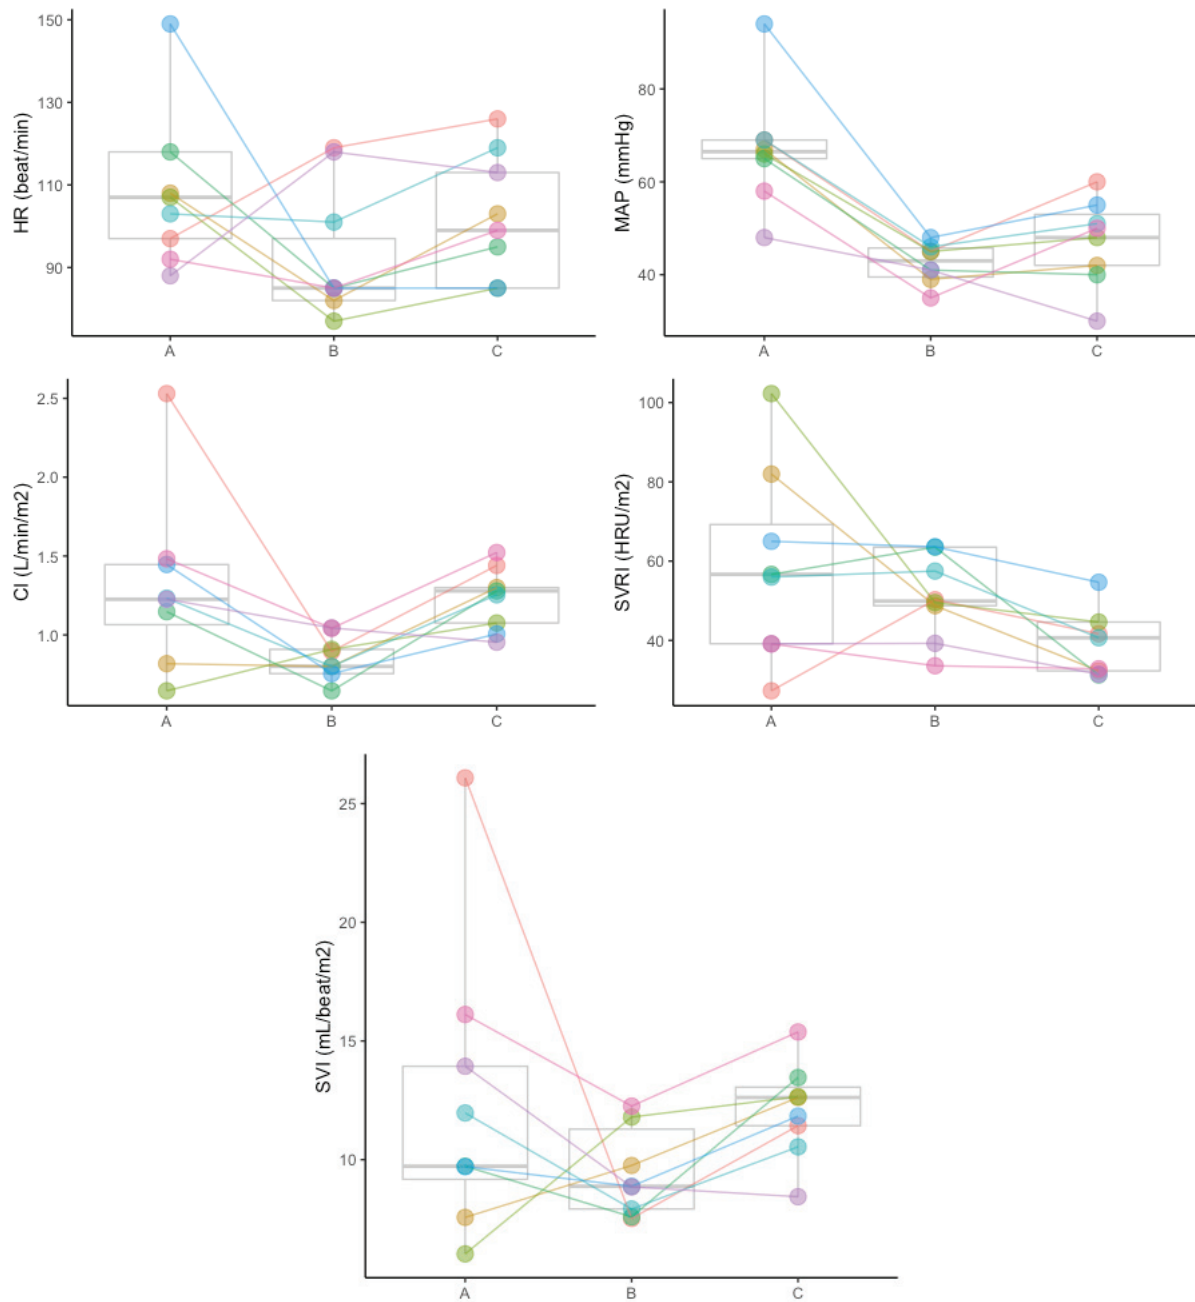 HR (beat/min)
150
130
110
90
A B C
MAP (mmHg)
80
60
40
A B C
CI (L/min/m2)
2.5
2.0
1.5
1.0
A B C
SVRI (HRU/m2)
100
80
60
40
A B C
SVI (mL/beat/m2)
25
20
15
10
A B C